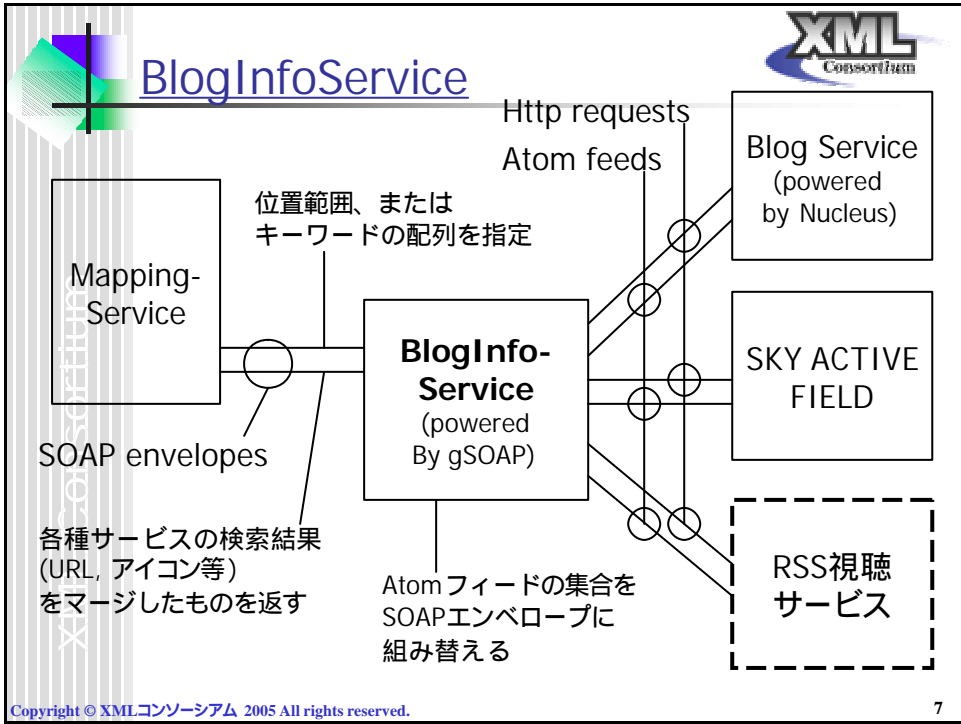 BlogInfoService
XML
Consortium
Http requests
Atom feeds
Blog Service
(powered
by Nucleus)
位置範囲、または
キーワードの配列を指定
Mapping-
Service
BlogInfo-
Service
(powered
By gSOAP)
SKY ACTIVE
FIELD
SOAP envelopes
各種サービスの検索結果
(URL, アイコン等)
をマージしたものを返す
Atomフィードの集合を
SOAPエンベロープに
組み替える
RSS視聴
サービス
XML Consortium
Copyright © XMLコンソーシアム 2005 All rights reserved.
7